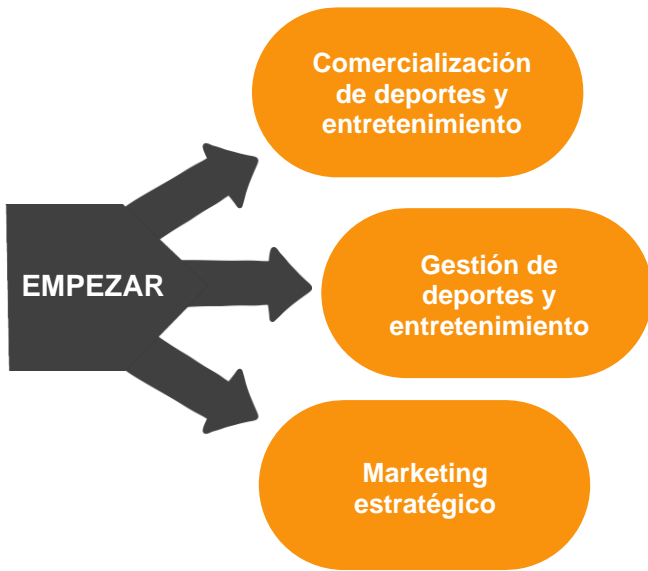 Comercialización
de deportes y
entretenimiento
EMPEZAR
Gestión de
deportes y
entretenimiento
Marketing
estratégico